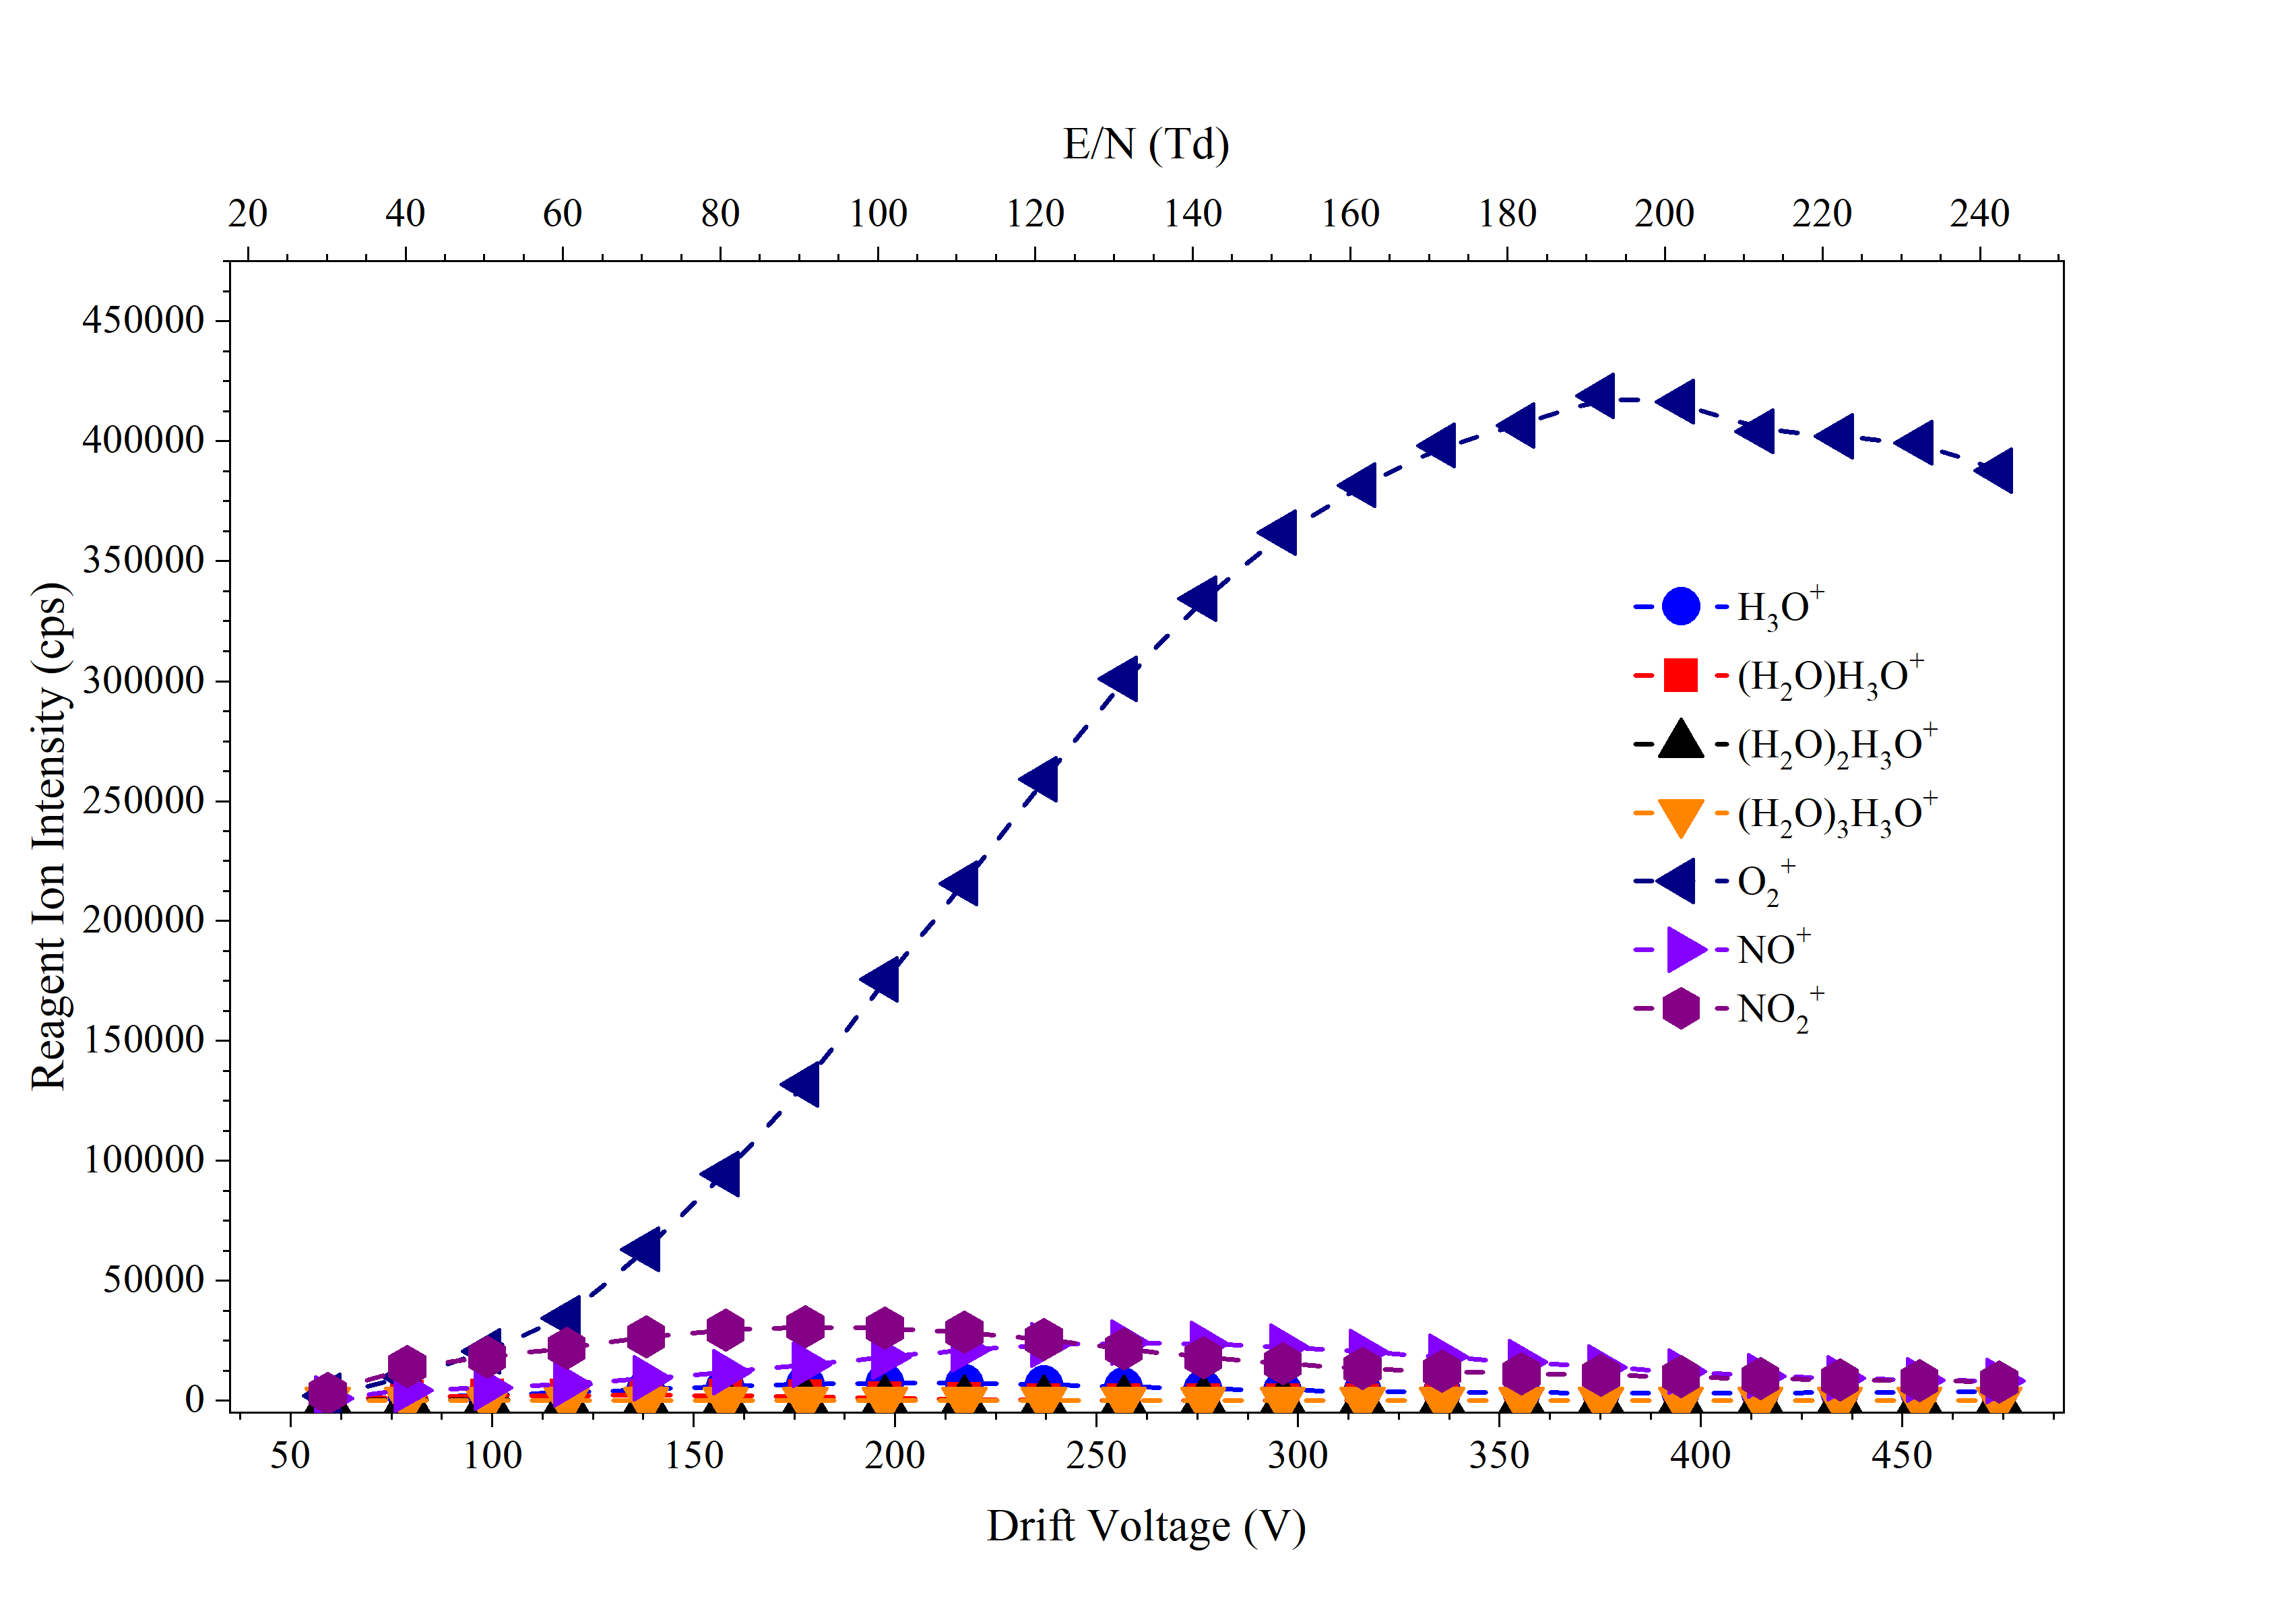 E/N (Td)
20 40 60 80 100 120 140 160 180 200 220 240
450000
400000
350000
300000
250000
200000
150000
100000
50000
0
Reagent Ion Intensity (cps)
H₃O⁺
(H₂O)H₃O⁺
(H₂O)₂H₃O⁺
(H₂O)₃H₃O⁺
O₂⁺
NO⁺
NO₂⁺
50 100 150 200 250 300 350 400 450
Drift Voltage (V)